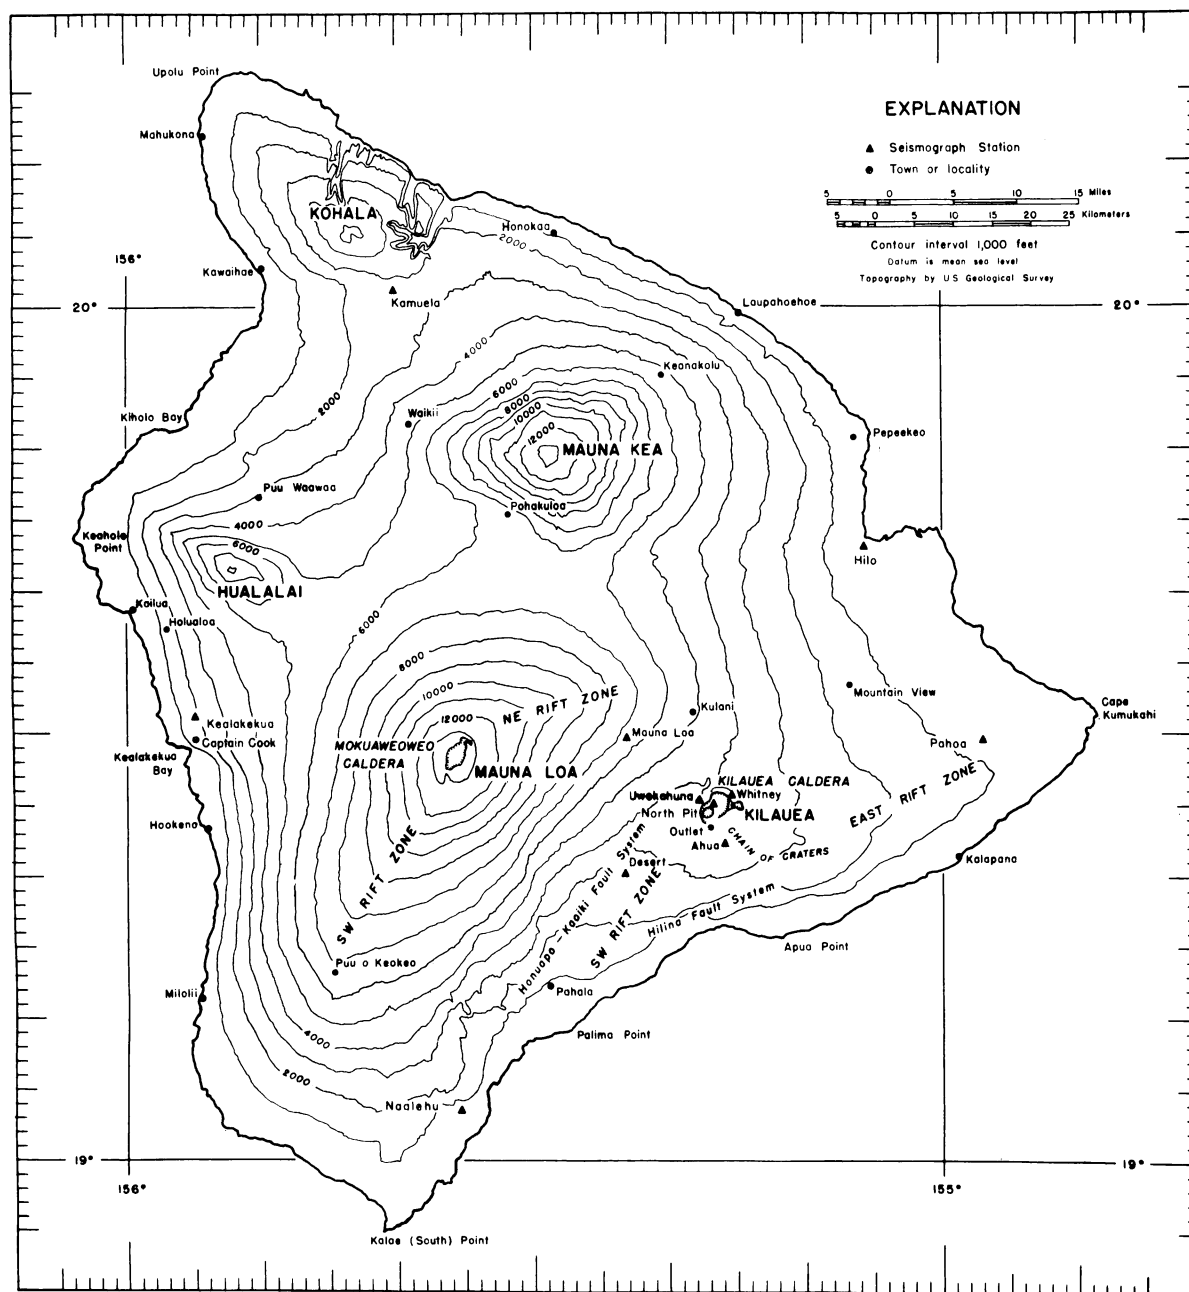 Upolu Point
EXPLANATION
Mahukona
Seismograph Station
Town or locality
5 0 5 10 15 Miles
5 0 5 10 15 20 25 Kilometers
KOHALA
Honokaa
2000
Contour interval 1,000 feet
Datum is mean sea level
Topography by U S Geological Survey
156°
Kawaihae
Kamuela
20°
Laupahoehoe
20°
4000
Keanakolu
6000
8000
10000
12000
2000
Kiholo Bay
Waikii
Pepeekeo
MAUNA KEA
Puu Waawaa
Pohakuloa
4000
Keahole
Point
6000
Hilo
HUALALAI
Kailua
Holualoa
6000
8000
10000
12000
NE RIFT ZONE
Mountain View
Cape
Kumukahi
Kealakekua
Captain Cook
Kulani
Mauna Loa
Pahoa
Kealakekua
Bay
MOKUAWEOWEO
CALDERA
MAUNA LOA
KILAUEA CALDERA
Uwekahuna
Whitney
North Pit
KILAUEA
EAST RIFT ZONE
Hookena
Outlet
Ahua
CHAIN OF CRATERS
Kalapana
Desert
SW RIFT ZONE
Honuapo - Kaoiki Fault System
SW RIFT ZONE
Hilina Fault System
Apua Point
Puu o Keokeo
Milolii
Pahala
Palima Point
4000
2000
Naalehu
19°
19°
156°
155°
Kalae (South) Point